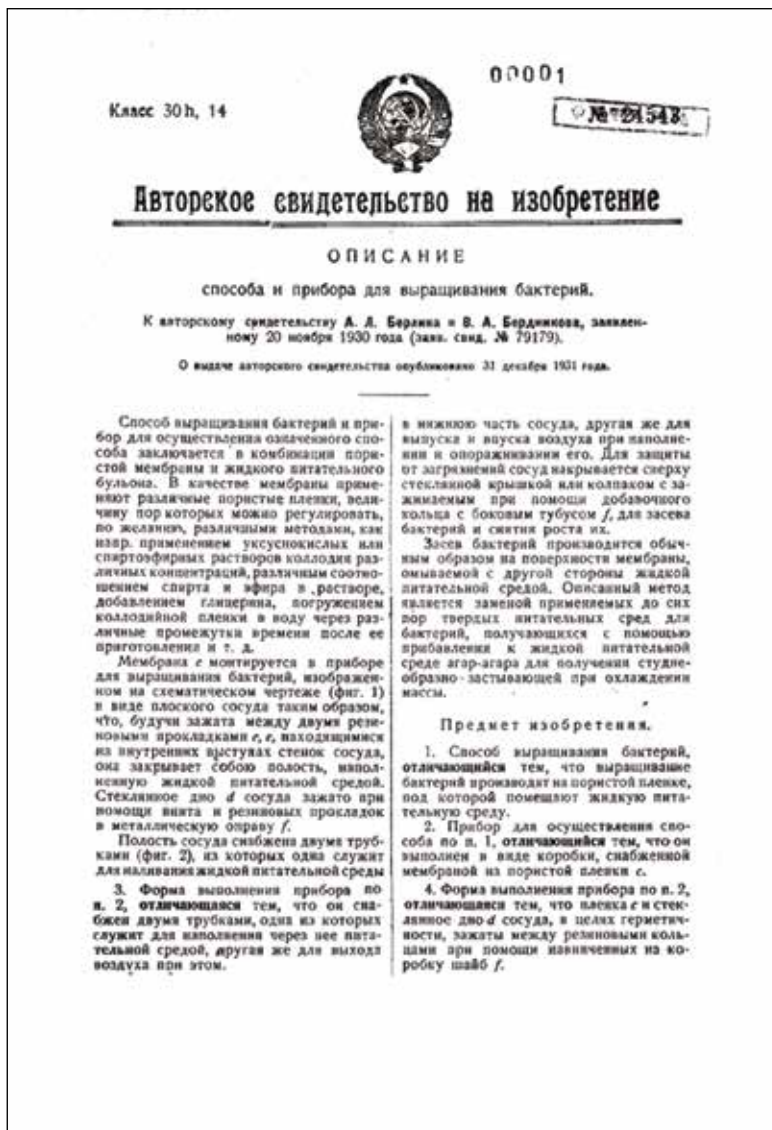 00001
Класс 30 h, 14
№ 24543
Авторское свидетельство на изобретение
ОПИСАНИЕ
способа и прибора для выращивания бактерий.
К авторскому свидетельству А. Л. Берлина и В. А. Бердникова, заявлен-
ному 20 ноября 1930 года (заяв. свид. № 79179).
О выдаче авторского свидетельства опубликовано 31 декабря 1931 года.
Способ выращивания бактерий и при-
бор для осуществления означенного спо-
соба заключается в комбинации пори-
стой мембраны и жидкого питательного
бульона. В качестве мембраны приме-
няют различные пористые пленки, вели-
чину пор которых можно регулировать,
по желанию, различными методами, как
напр. применением уксуснокислых или
спиртоэфирных растворов коллодия раз-
личных концентраций, различным соотно-
шением спирта и эфира в растворе,
добавлением глицерина, погружением
коллодийной пленки в воду через раз-
личные промежутки времени после ее
приготовления и т. д.
Мембрана c монтируется в приборе
для выращивания бактерий, изображен-
ном на схематическом чертеже (фиг. 1)
в виде плоского сосуда таким образом,
что, будучи зажата между двумя рези-
новыми прокладками e, e, находящимися
на внутренних выступах стенок сосуда,
она закрывает собою полость, напол-
ненную жидкой питательной средой.
Стеклянное дно d сосуда зажато при
помощи винта и резиновых прокладок
в металлическую оправу f.
Полость сосуда снабжена двумя труб-
ками (фиг. 2), из которых одна служит
для наливания жидкой питательной среды
в нижнюю часть сосуда, другая же для
выпуска и впуска воздуха при наполне-
нии и опораживании его. Для защиты
от загрязнений сосуд накрывается сверху
стеклянной крышкой или колпаком с за-
жимаемым при помощи добавочного
кольца с боковым тубусом f, для засева
бактерий и снятия роста их.
Засев бактерий производится обыч-
ным образом на поверхности мембраны,
омываемой с другой стороны жидкой
питательной средой. Описанный метод
является заменой применяемых до сих
пор твердых питательных сред для
бактерий, получающихся с помощью
прибавления к жидкой питательной
среде агар-агара для получения студне-
образно-застывающей при охлаждении
массы.
Предмет изобретения.
1. Способ выращивания бактерий,
отличающийся тем, что выращивание
бактерий производят на пористой пленке,
под которой помещают жидкую пита-
тельную среду.
2. Прибор для осуществления спо-
соба по п. 1, отличающийся тем, что он
выполнен в виде коробки, снабженной
мембраной из пористой пленки c.
3. Форма выполнения прибора по
п. 2, отличающаяся тем, что он снаб-
бжен двумя трубками, одна из которых
служит для наполнения через нее пита-
тельной средой, другая же для выхода
воздуха при этом.
4. Форма выполнения прибора по п. 2,
отличающаяся тем, что пленка c и стек-
лянное дно d сосуда, в целях герметич-
ности, зажаты между резиновыми коль-
цами при помощи навинченных на ко-
робку шайб f.